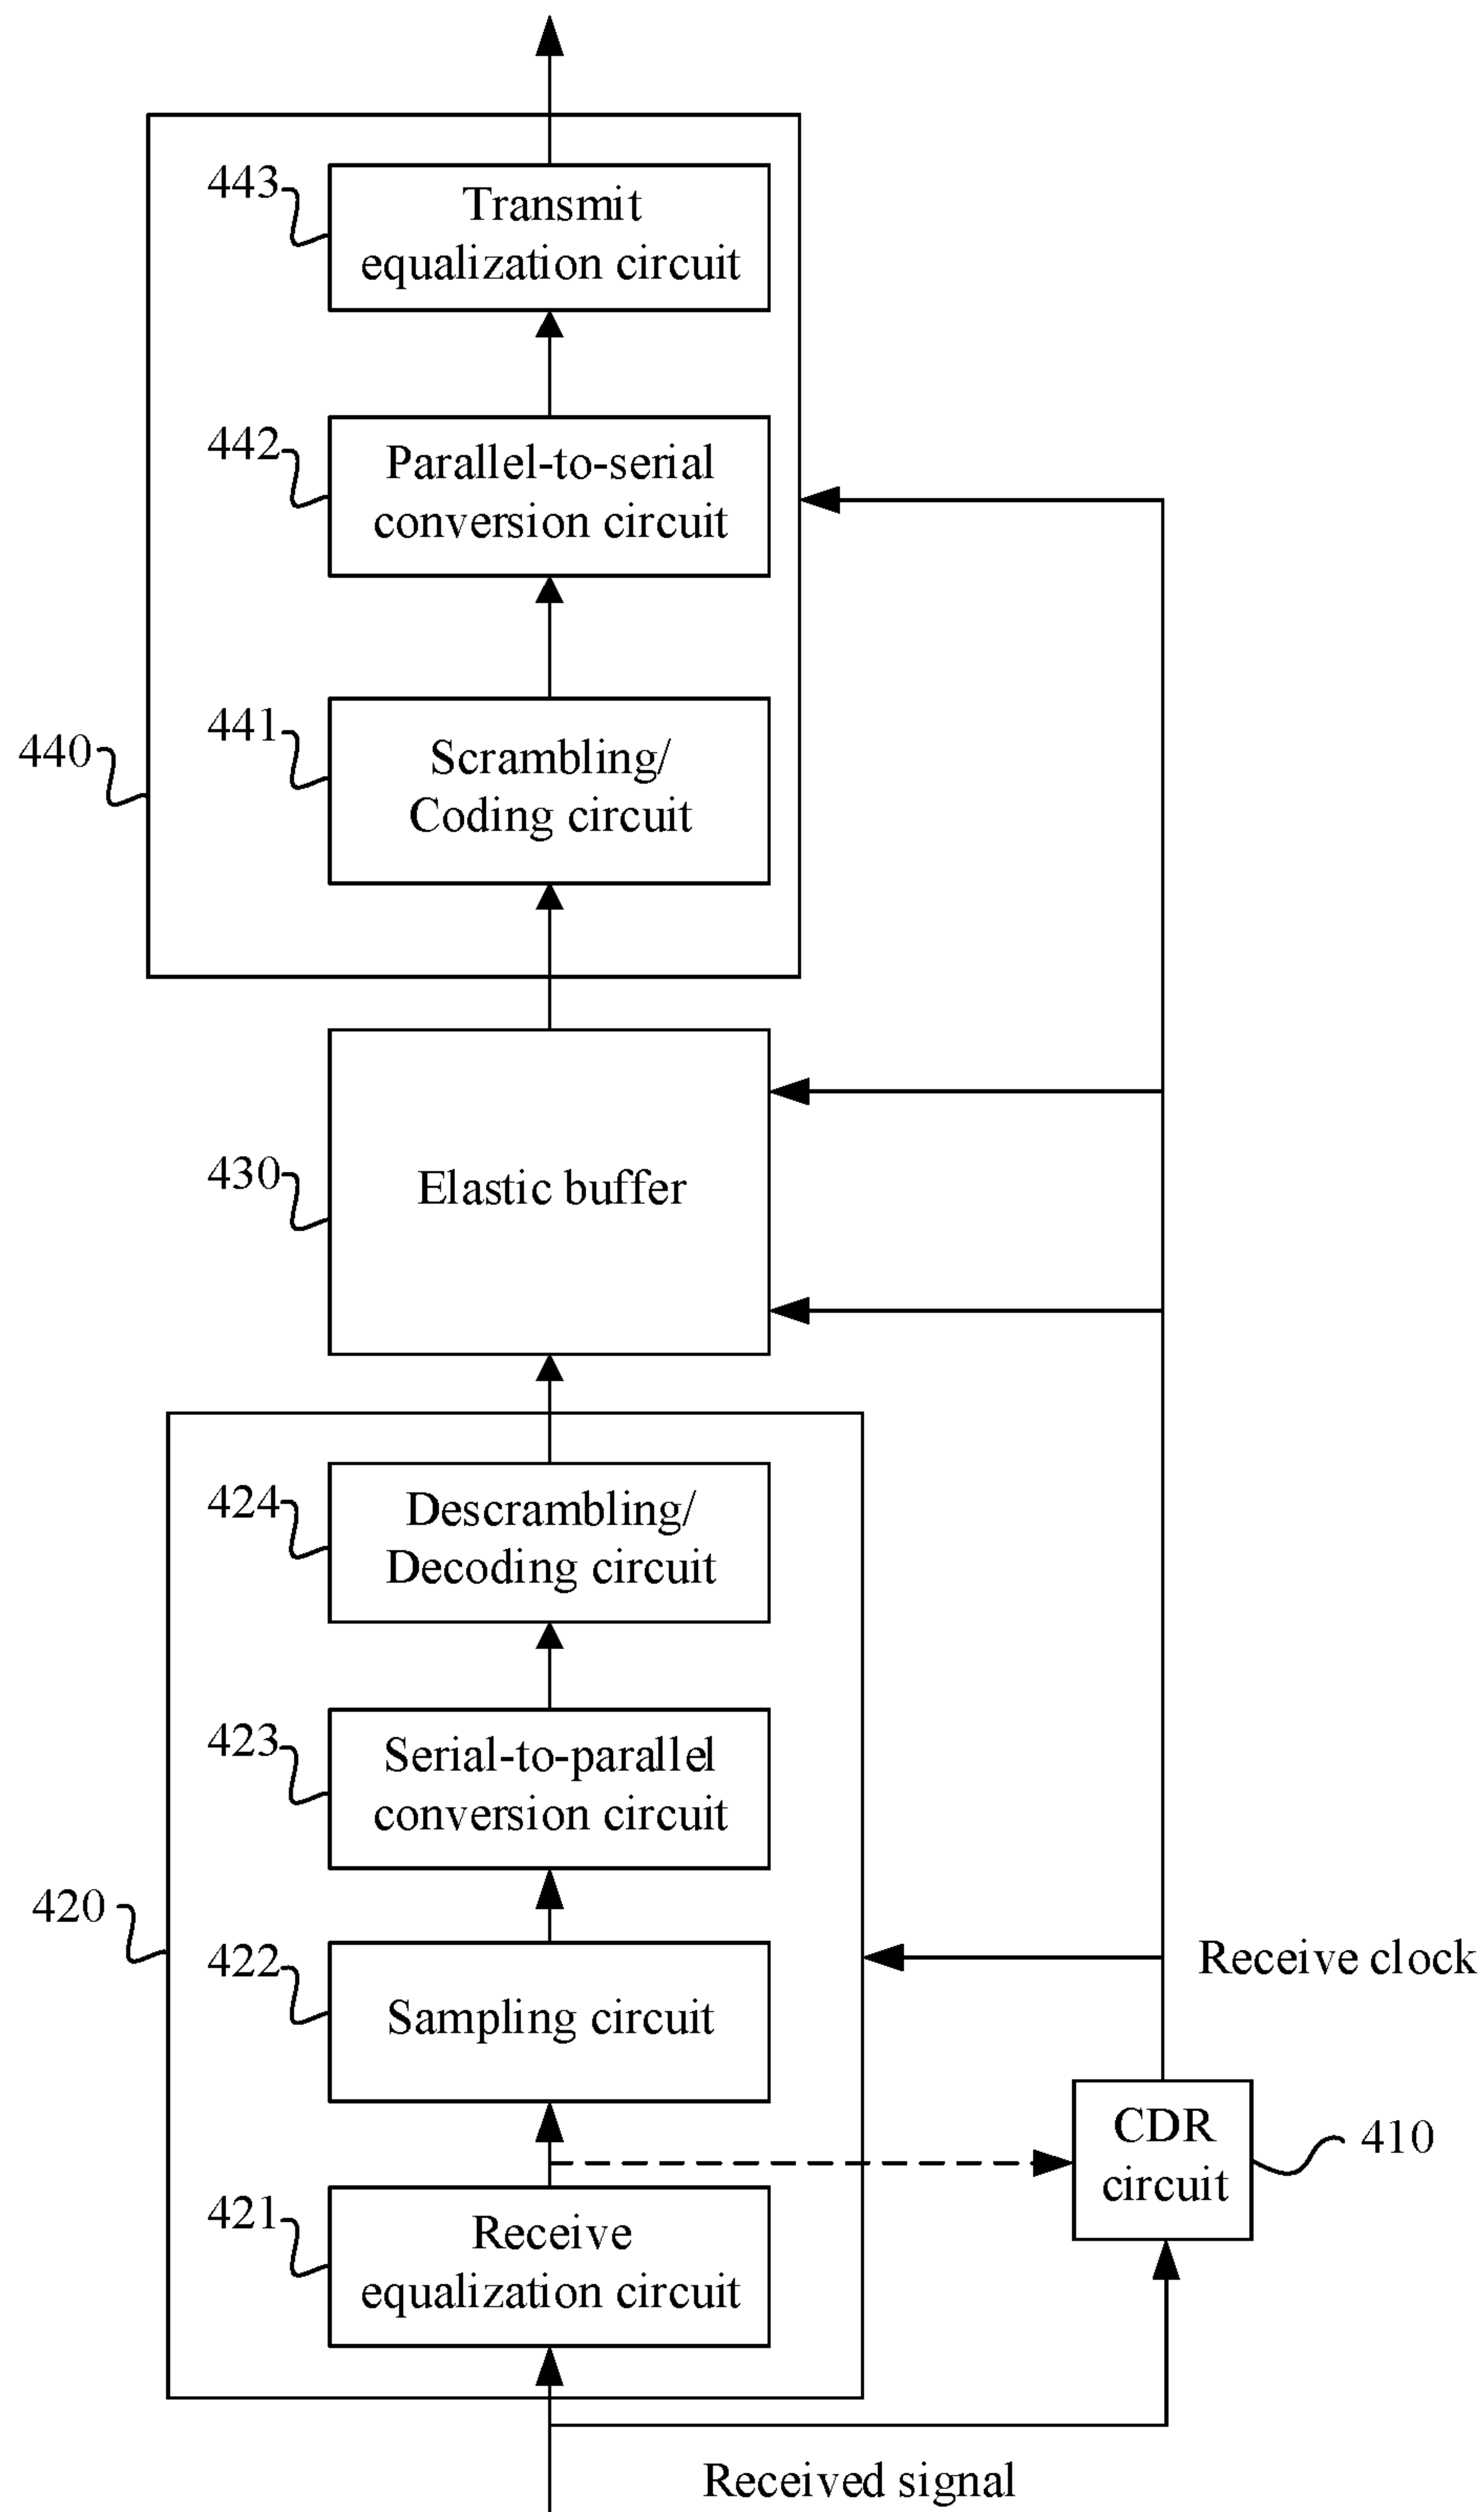 443
Transmit
equalization circuit
442
Parallel-to-serial
conversion circuit
441
440
Scrambling/
Coding circuit
430
Elastic buffer
424
Descrambling/
Decoding circuit
423
Serial-to-parallel
conversion circuit
420
422
Sampling circuit
Receive clock
CDR
circuit
410
421
Receive
equalization circuit
Received signal